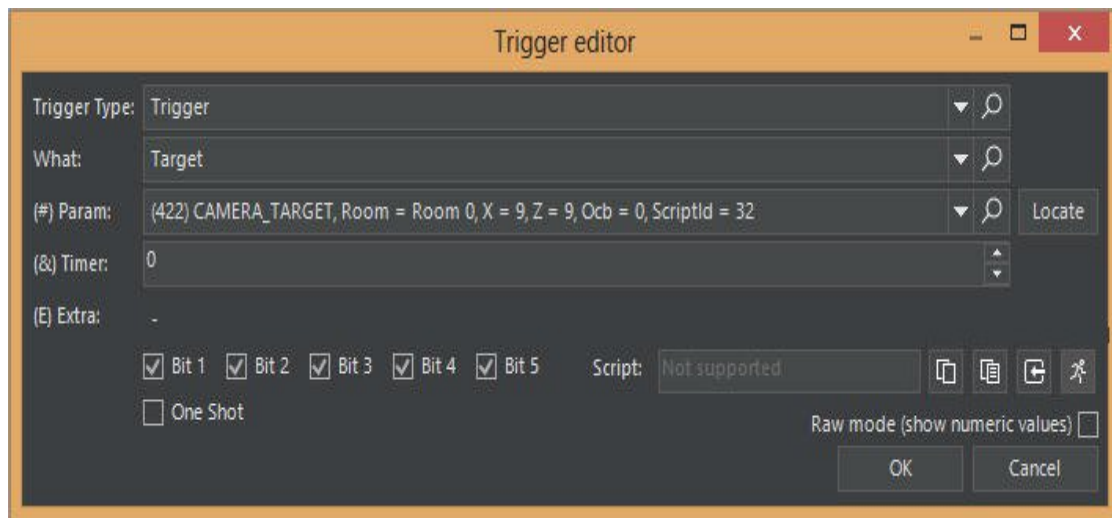 Trigger editor
Trigger Type: Trigger
What: Target
(#) Param: (422) CAMERA_TARGET, Room = Room 0, X = 9, Z = 9, Ocb = 0, ScriptId = 32 Locate
(&) Timer: 0
(E) Extra: -
Bit 1 Bit 2 Bit 3 Bit 4 Bit 5 Script: Not supported
One Shot
Raw mode (show numeric values)
OK Cancel